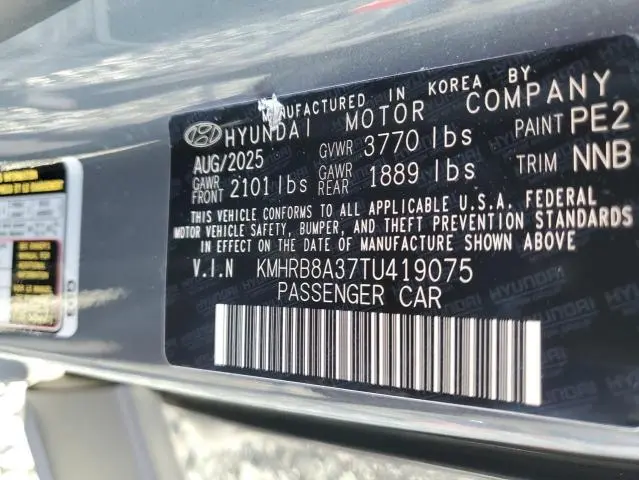 MANUFACTURED IN KOREA BY
HYUNDAI MOTOR COMPANY
AUG/2025 GVWR 3770 lbs PAINT PE2
GAWR FRONT 2101 lbs GAWR REAR 1889 lbs TRIM NNB
THIS VEHICLE CONFORMS TO ALL APPLICABLE U.S.A. FEDERAL
MOTOR VEHICLE SAFETY, BUMPER, AND THEFT PREVENTION STANDARDS
IN EFFECT ON THE DATE OF MANUFACTURE SHOWN ABOVE
V.I.N KMHRB8A37TU419075
PASSENGER CAR